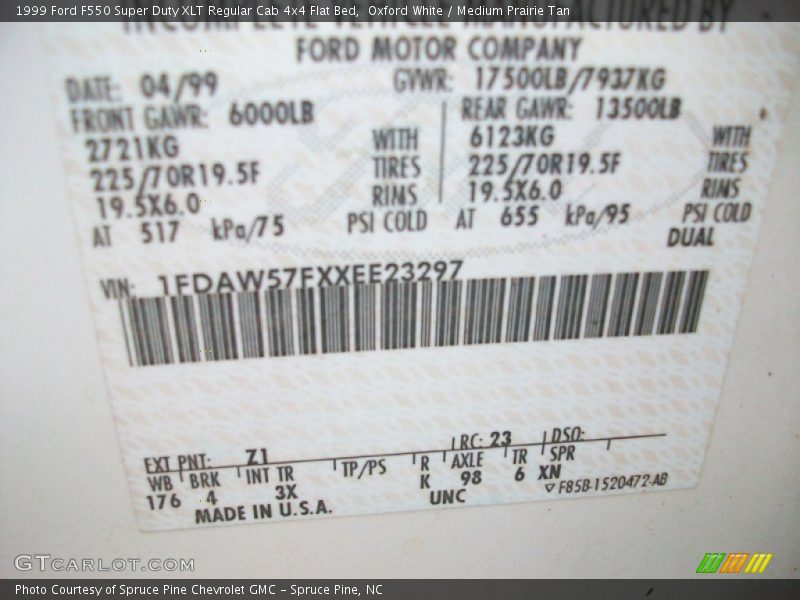 1999 Ford F550 Super Duty XLT Regular Cab 4x4 Flat Bed, Oxford White / Medium Prairie Tan
INCOMPLETE VEHICLE MANUFACTURED BY
FORD MOTOR COMPANY
DATE: 04/99 GVWR: 17500LB/7937KG
FRONT GAWR: 6000LB REAR GAWR: 13500LB
2721KG WITH 6123KG WITH
225/70R19.5F TIRES 225/70R19.5F TIRES
19.5X6.0 RIMS 19.5X6.0 RIMS
AT 517 kPa/75 PSI COLD AT 655 kPa/95 PSI COLD
DUAL
VIN: 1FDAW57FXXEE23297
EXT PNT: Z1 RC: 23 DSO:
WB BRK INT TR TP/PS R AXLE TR SPR
176 4 3X K 98 6 XN
MADE IN U.S.A. UNC F85B-1520472-AB
GTCarlot.com
Photo Courtesy of Spruce Pine Chevrolet GMC – Spruce Pine, NC